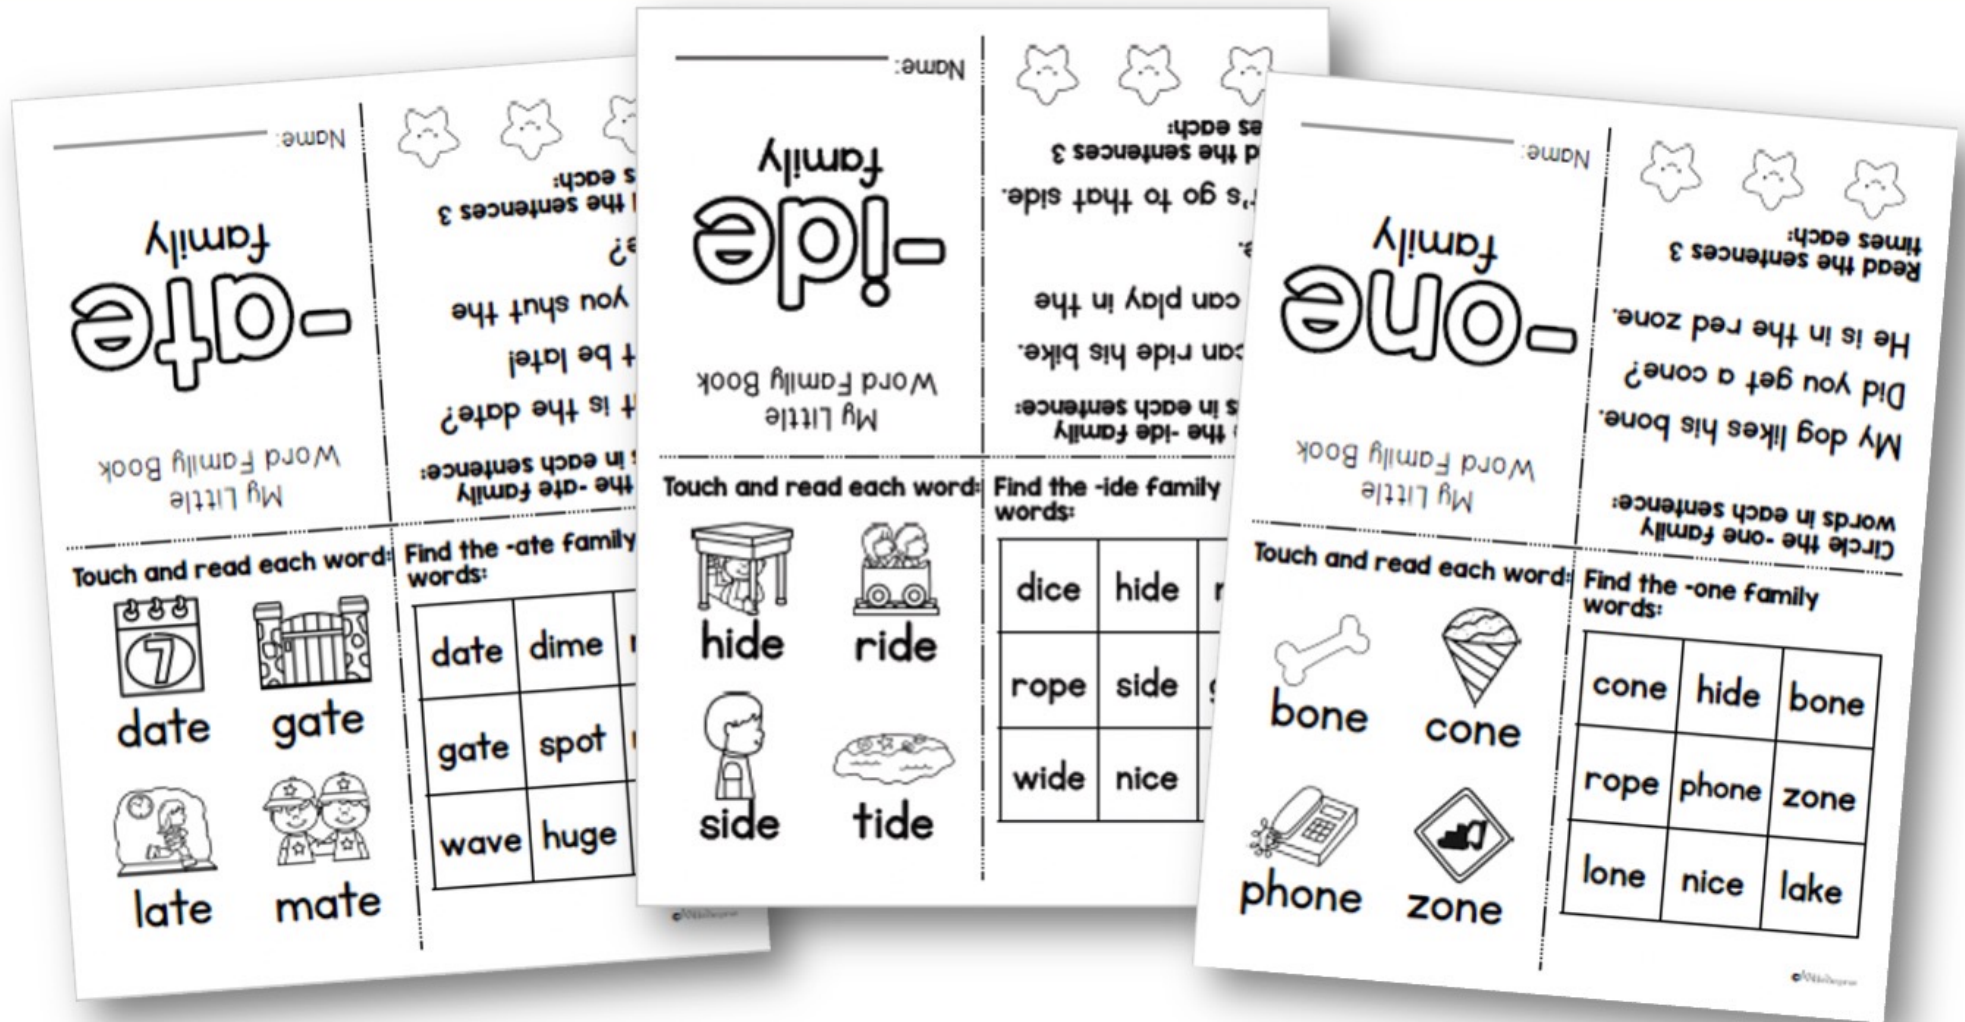 Name:
-ate
family
My Little
Word Family Book
the sentences 3
each:
you shut the
be late!
is the date?
the -ate family
in each sentence:
Touch and read each word:
date
gate
late
mate
Find the -ate family
words:
date dime
gate spot
wave huge
Name:
-ide
family
My Little
Word Family Book
the sentences 3
each:
go to that side.
can play in the
can ride his bike.
the -ide family
in each sentence:
Touch and read each word:
hide
ride
side
tide
Find the -ide family
words:
dice hide
rope side
wide nice
Name:
-one
family
My Little
Word Family Book
Read the sentences 3
times each:
He is in the red zone.
Did you get a cone?
My dog likes his bone.
Circle the -one family
words in each sentence:
Touch and read each word:
bone
cone
phone
zone
Find the -one family
words:
cone hide bone
rope phone zone
lone nice lake